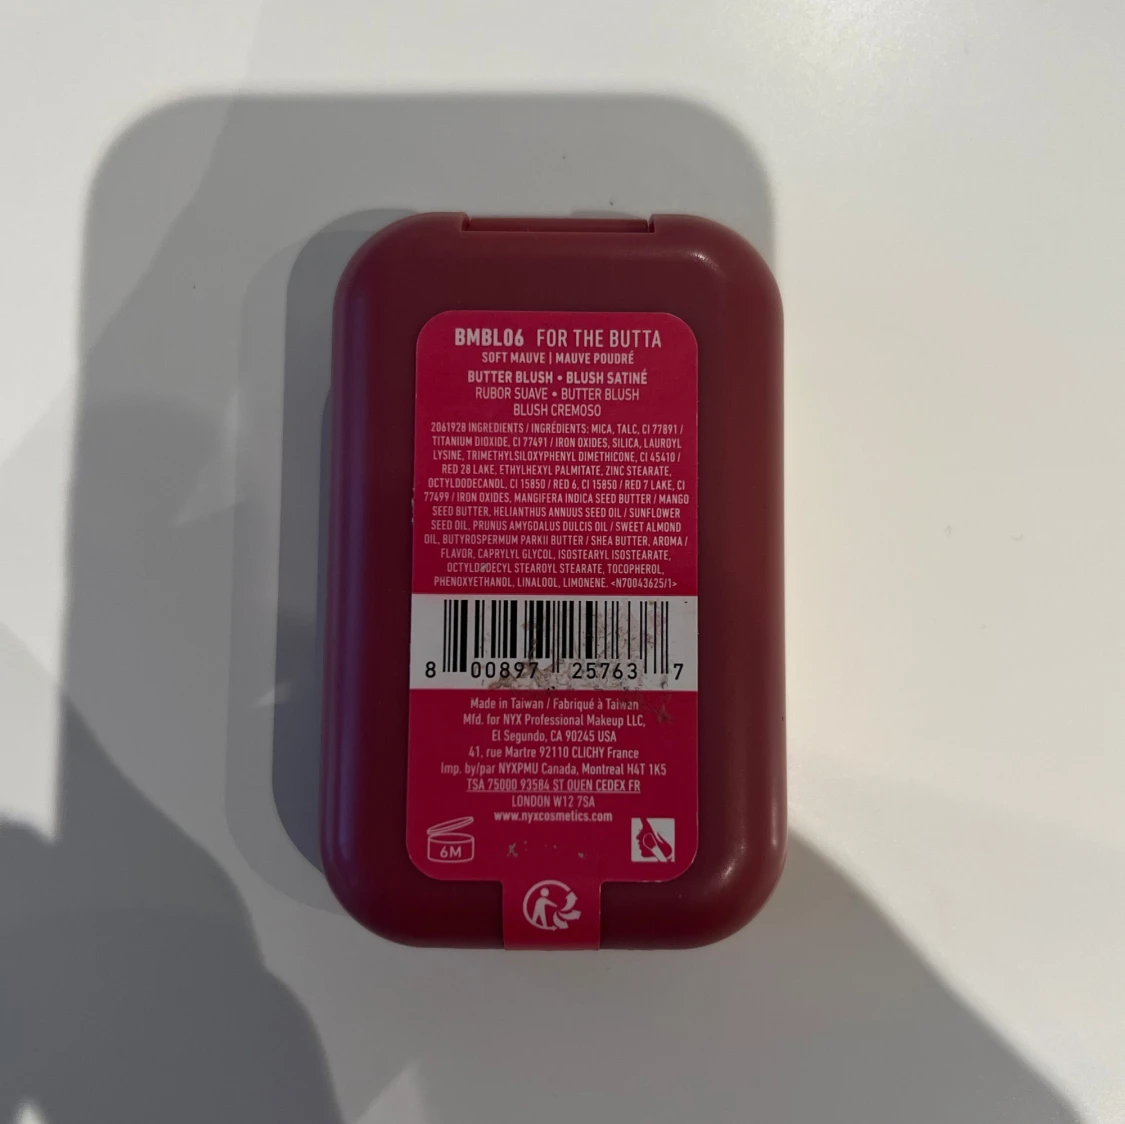 BMBL06 FOR THE BUTTA
SOFT MAUVE | MAUVE POUDRÉ
BUTTER BLUSH • BLUSH SATINÉ
RUBOR SUAVE • BUTTER BLUSH
BLUSH CREMOSO
2061928 INGREDIENTS / INGRÉDIENTS: MICA, TALC, CI 77891 /
TITANIUM DIOXIDE, CI 77491 / IRON OXIDES, SILICA, LAUROYL
LYSINE, TRIMETHYLSILOXYPHENYL DIMETHICONE, CI 45410 /
RED 28 LAKE, ETHYLHEXYL PALMITATE, ZINC STEARATE,
OCTYLDODECANOL, CI 15850 / RED 6, CI 15850 / RED 7 LAKE, CI
77499 / IRON OXIDES, MANGIFERA INDICA SEED BUTTER / MANGO
SEED BUTTER, HELIANTHUS ANNUUS SEED OIL / SUNFLOWER
SEED OIL, PRUNUS AMYGDALUS DULCIS OIL / SWEET ALMOND
OIL, BUTYROSPERMUM PARKII BUTTER / SHEA BUTTER, AROMA /
FLAVOR, CAPRYLYL GLYCOL, ISOSTEARYL ISOSTEARATE,
OCTYLDODECYL STEAROYL STEARATE, TOCOPHEROL,
PHENOXYETHANOL, LINALOOL, LIMONENE. <N70043625/1>
8 00897 25763 7
Made in Taiwan / Fabriqué à Taiwan
Mfd. for NYX Professional Makeup LLC,
El Segundo, CA 90245 USA
41, rue Martre 92110 CLICHY France
Imp. by/par NYXPMU Canada, Montreal H4T 1K5
TSA 75000 93584 ST OUEN CEDEX FR
LONDON W12 7SA
www.nyxcosmetics.com
6M